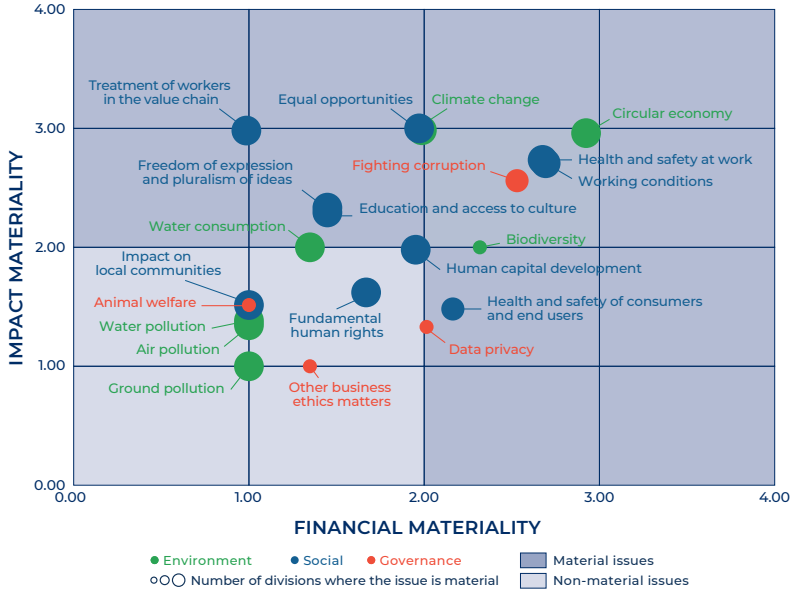 4.00
Treatment of workers
in the value chain
Equal opportunities
Climate change
Circular economy
3.00
Freedom of expression
and pluralism of ideas
Fighting corruption
Health and safety at work
Working conditions
Education and access to culture
Water consumption
Biodiversity
2.00
Impact on
local communities
Human capital development
Animal welfare
Health and safety of consumers
and end users
Water pollution
Fundamental
human rights
Air pollution
Data privacy
1.00
Ground pollution
Other business
ethics matters
0.00
0.00
1.00
2.00
3.00
4.00
IMPACT MATERIALITY
FINANCIAL MATERIALITY
Environment
Social
Governance
Material issues
Number of divisions where the issue is material
Non-material issues